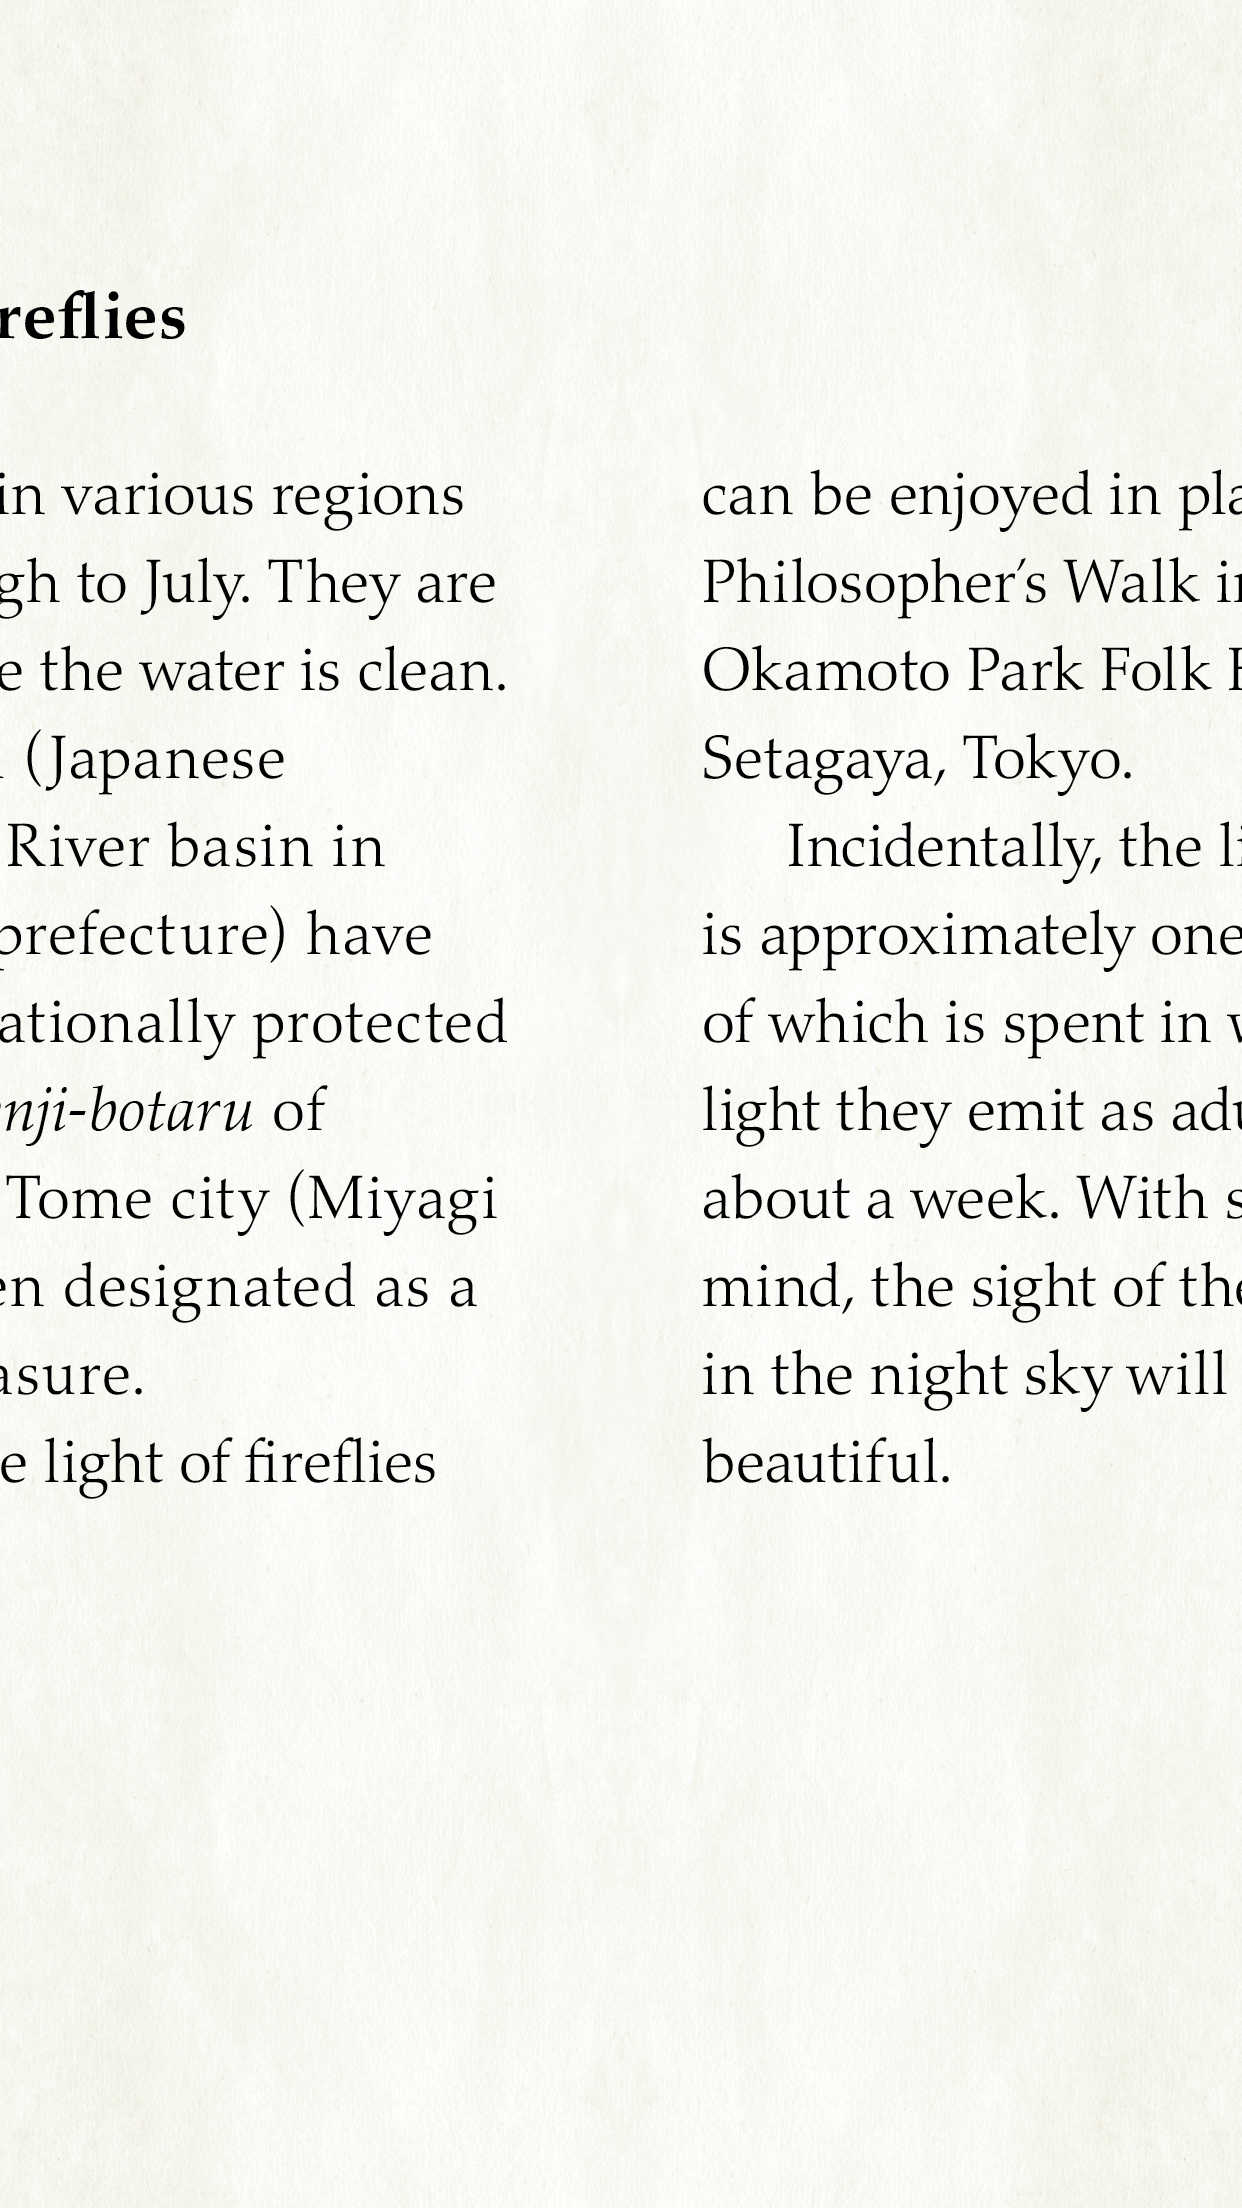 reflies
in various regions
gh to July. They are
e the water is clean.
(Japanese
River basin in
prefecture) have
ationally protected
nji-botaru of
Tome city (Miyagi
en designated as a
asure.
e light of fireflies
can be enjoyed in pla
Philosopher's Walk in
Okamoto Park Folk
Setagaya, Tokyo.
Incidentally, the li
is approximately one
of which is spent in
light they emit as adu
about a week. With s
mind, the sight of the
in the night sky will
beautiful.